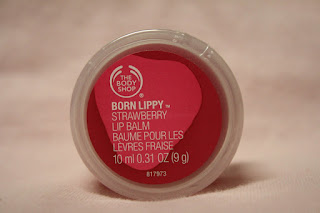 THE
BODY
SHOP
®
BORN LIPPY™
STRAWBERRY
LIP BALM
BAUME POUR LES
LÈVRES FRAISE
10 ml 0.31 OZ (9 g)
817973